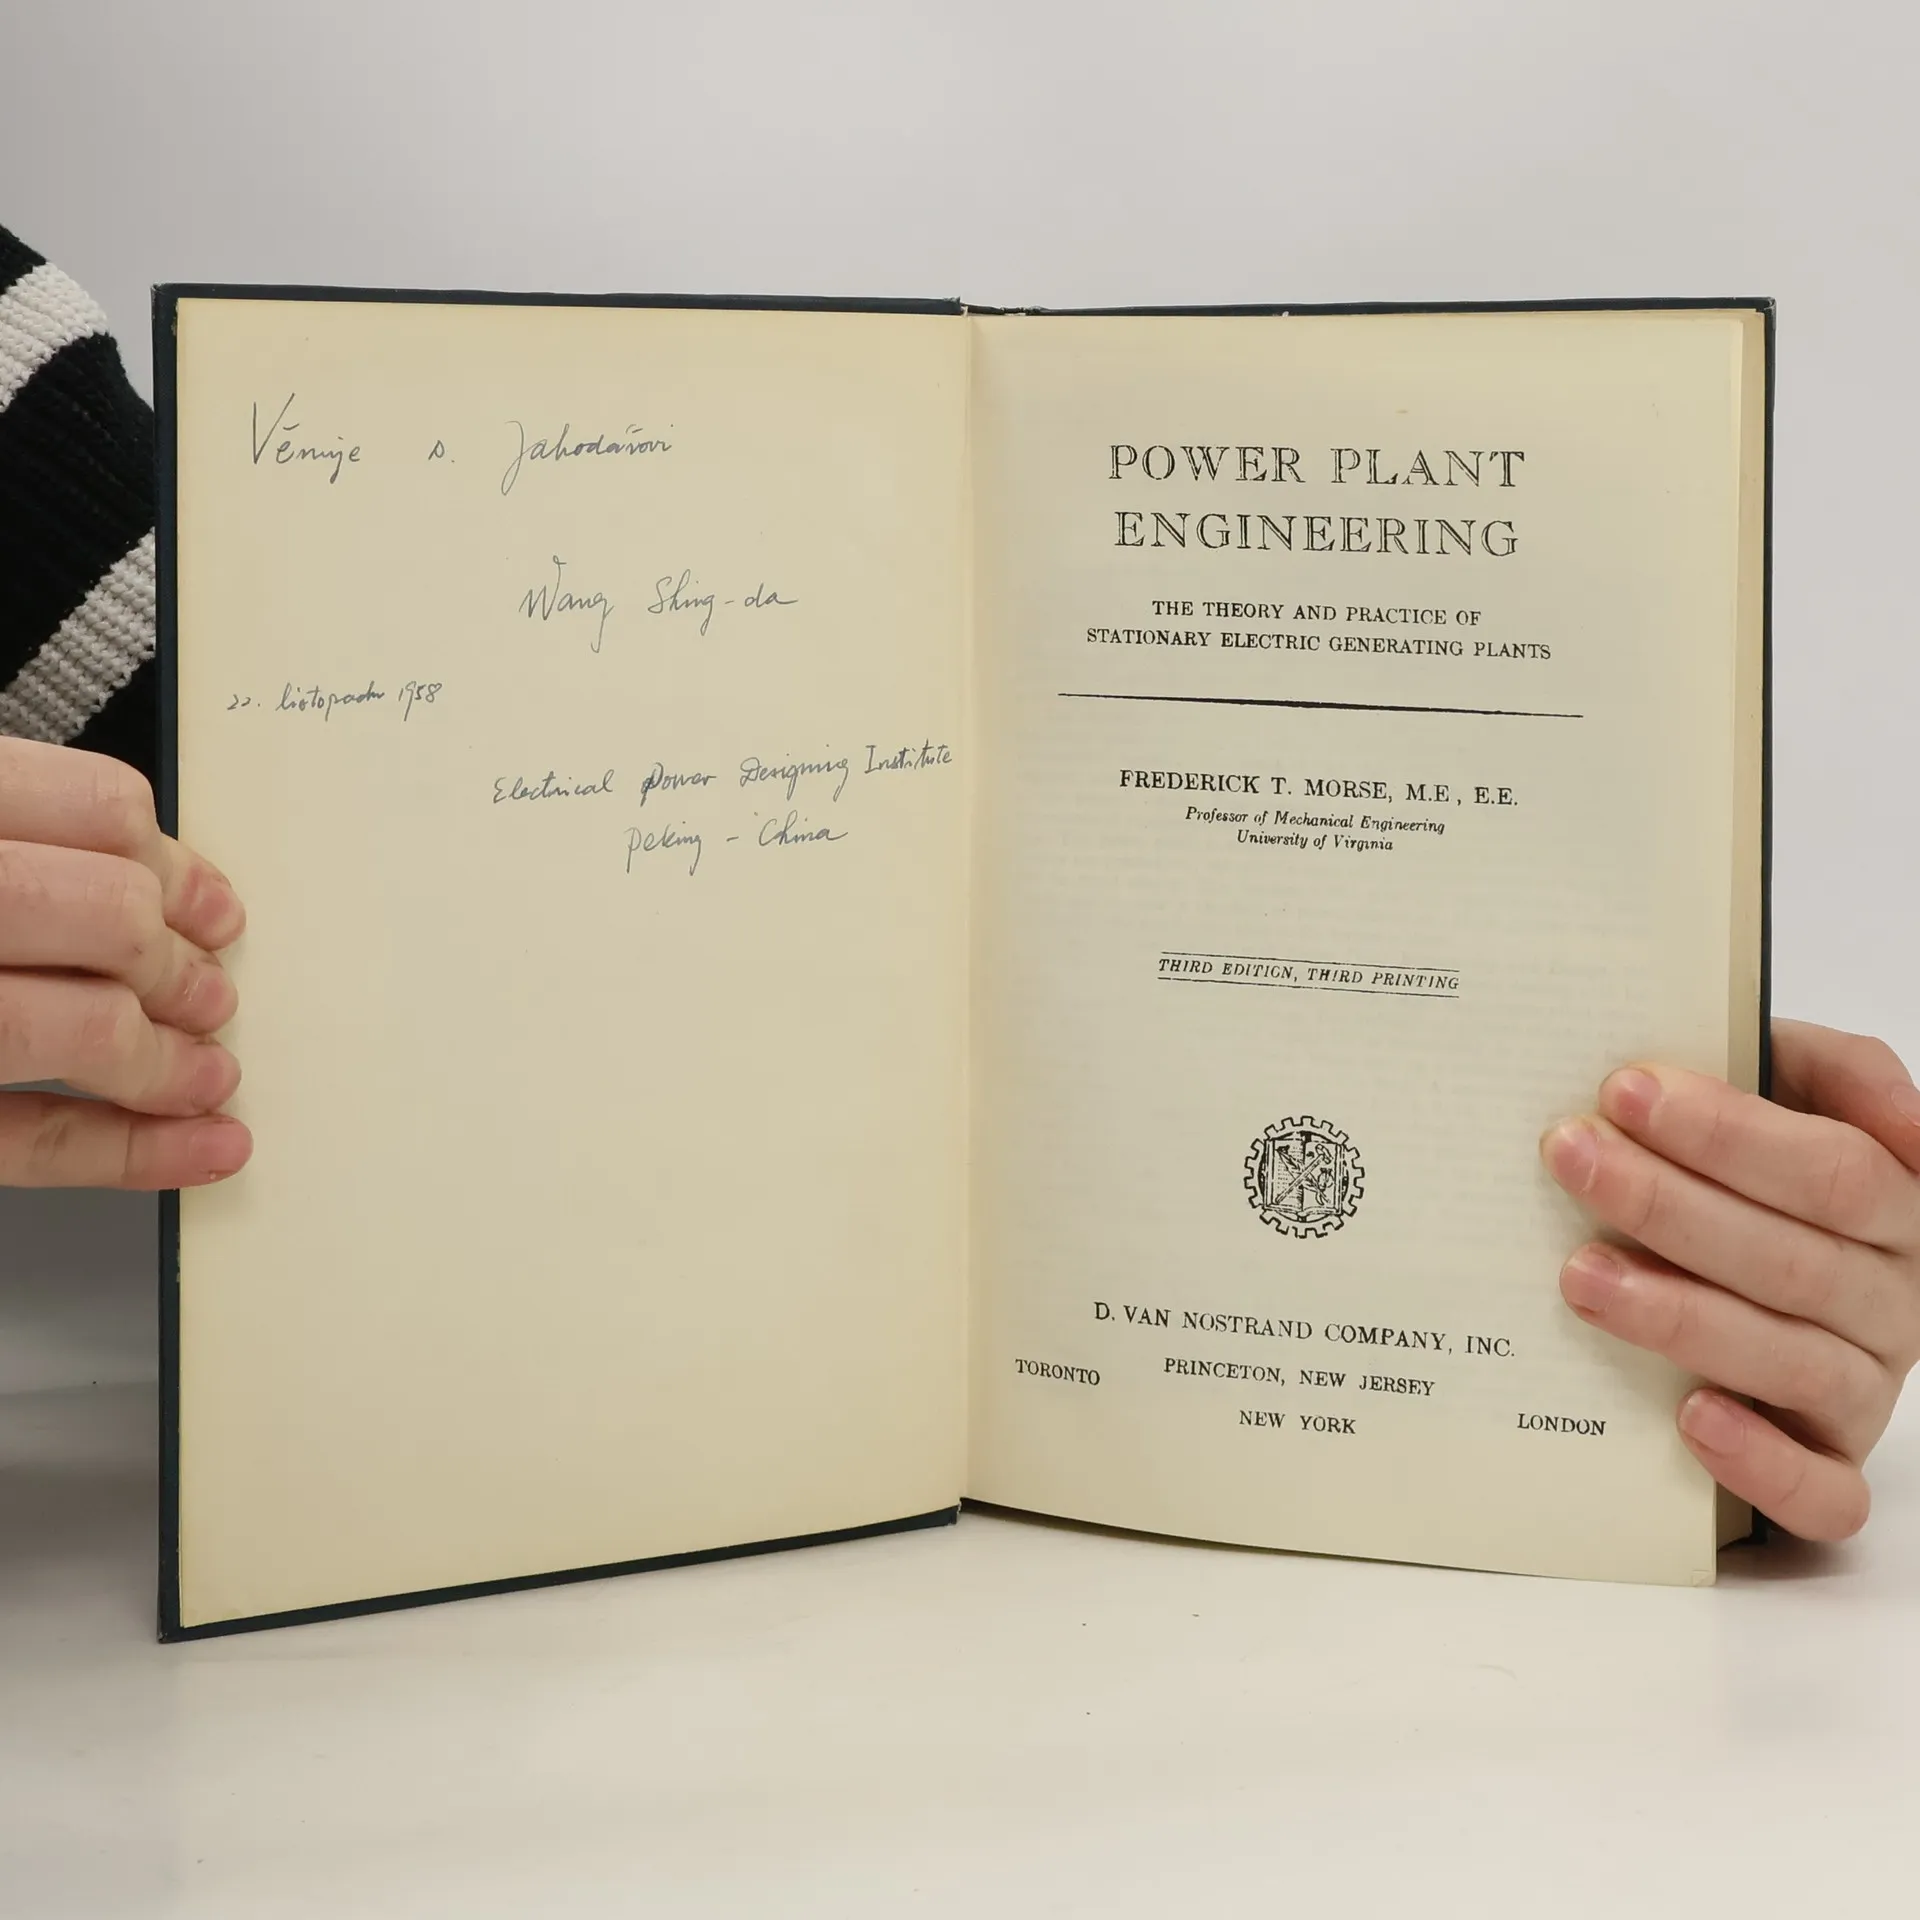 Věnuje s. Jahodářovi
Wang Shing-da
22. listopadu 1958
Electrical Power Designing Institute
Peking - China
POWER PLANT
ENGINEERING
THE THEORY AND PRACTICE OF
STATIONARY ELECTRIC GENERATING PLANTS
FREDERICK T. MORSE, M.E., E.E.
Professor of Mechanical Engineering
University of Virginia
THIRD EDITION, THIRD PRINTING
D. VAN NOSTRAND COMPANY, INC.
PRINCETON, NEW JERSEY
TORONTO NEW YORK LONDON